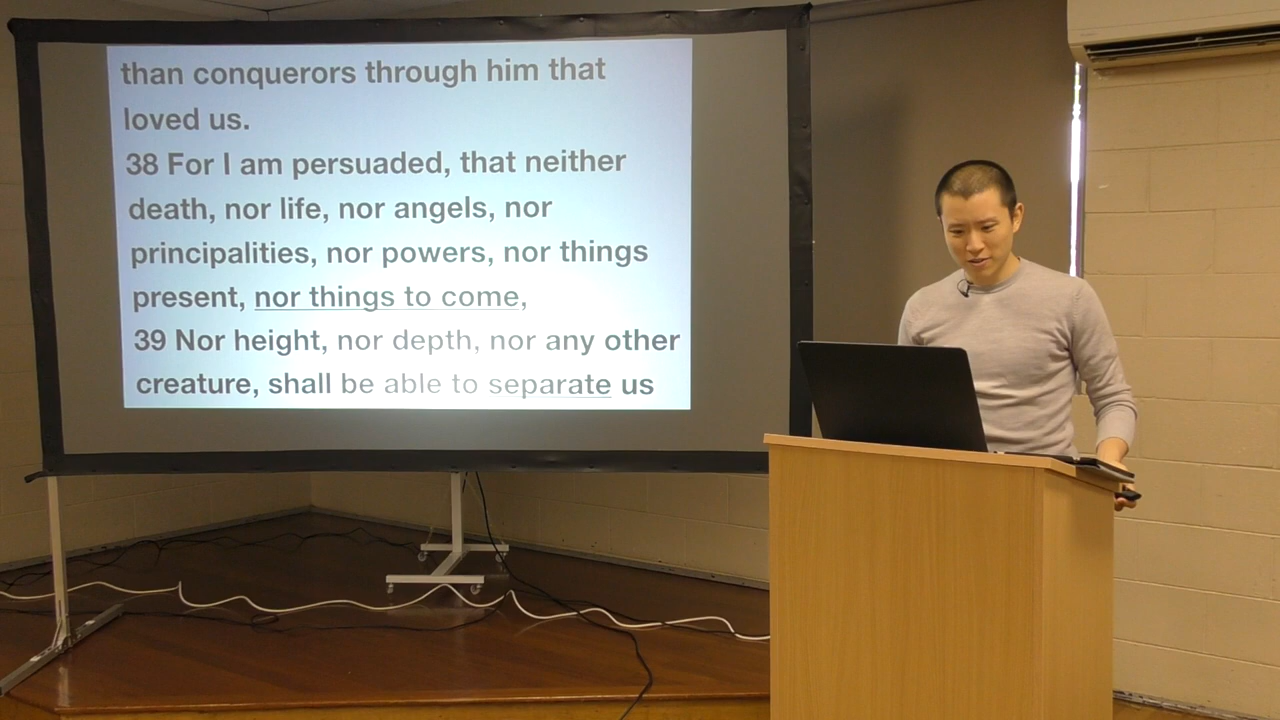 than conquerors through him that
loved us.
38 For I am persuaded, that neither
death, nor life, nor angels, nor
principalities, nor powers, nor things
present, nor things to come,
39 Nor height, nor depth, nor any other
creature, shall be able to separate us